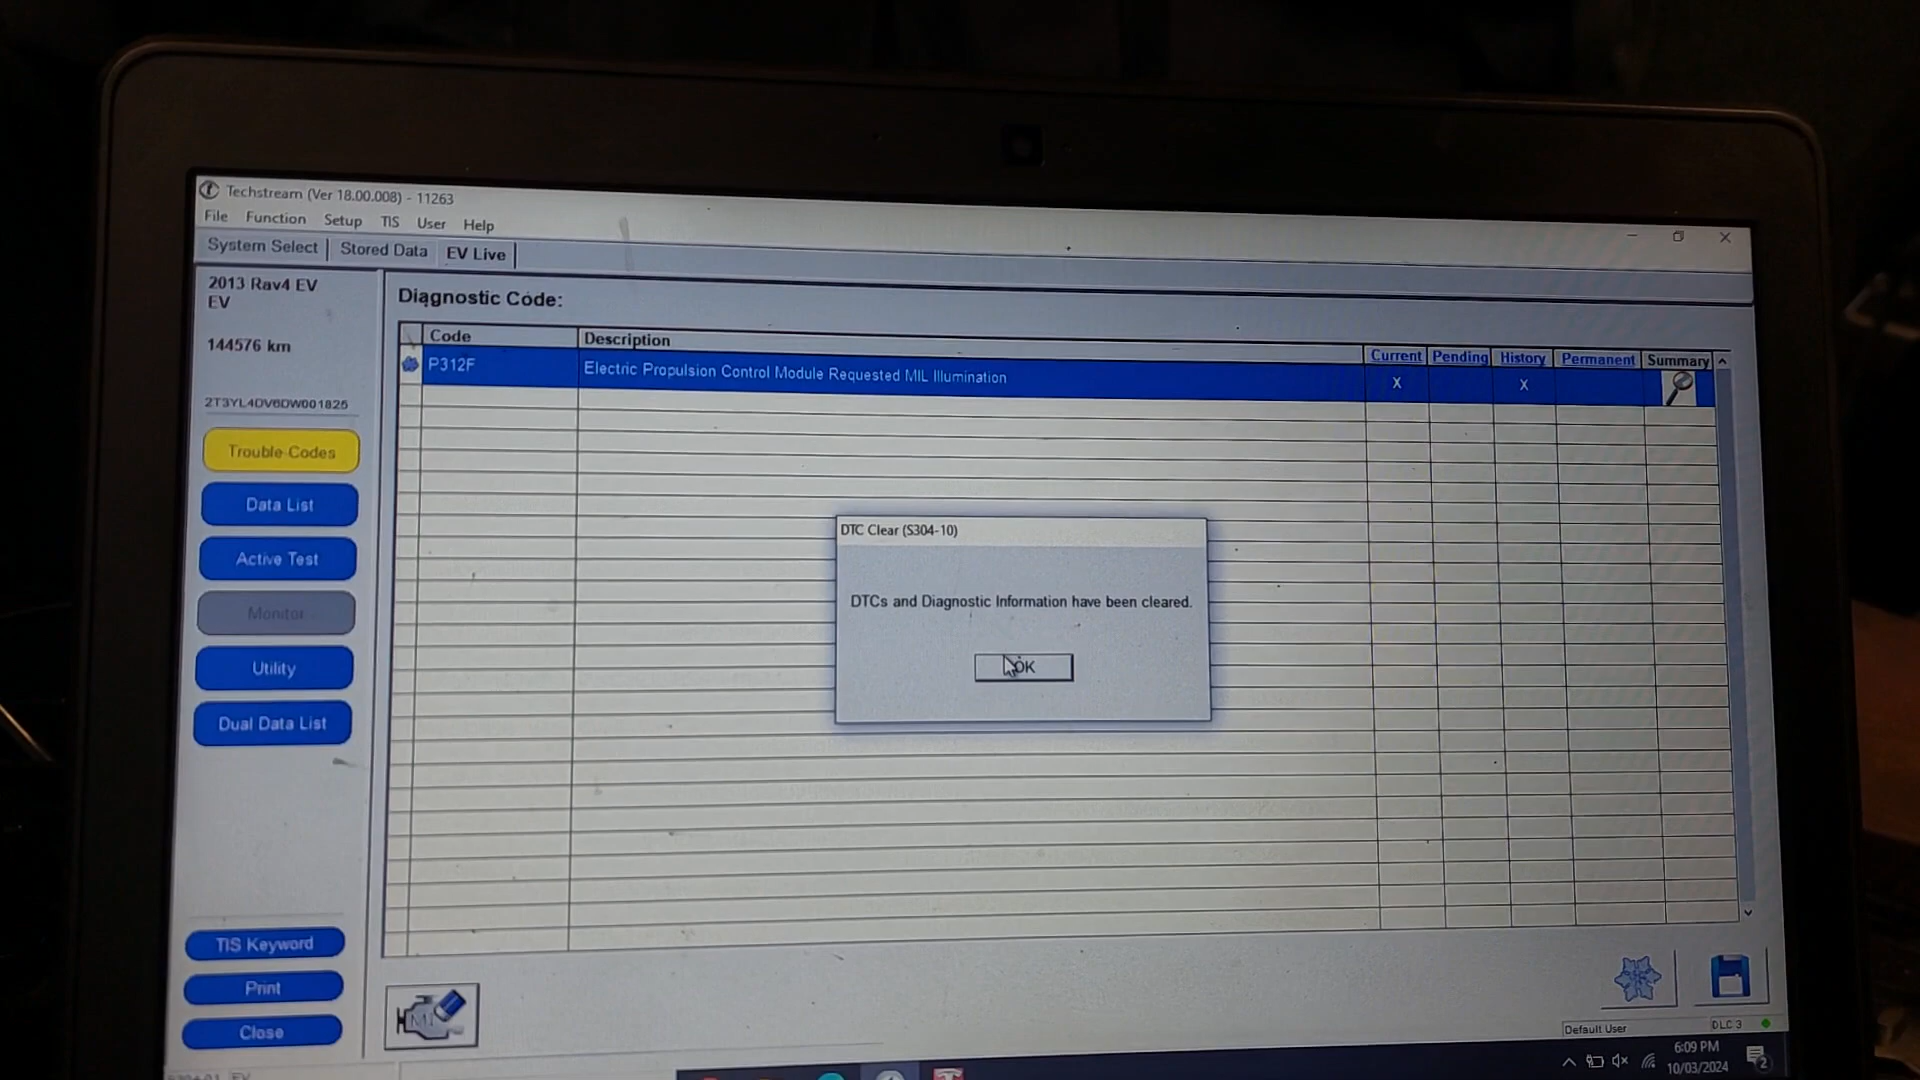 Techstream (Ver 18.00.008) - 11263
File Function Setup TIS User Help
System Select Stored Data EV Live
2013 Rav4 EV
EV
144576 km
2T3YL4DV6DW001825
Trouble Codes
Data List
Active Test
Monitor
Utility
Dual Data List
TIS Keyword
Print
Close
Diagnostic Code:
Code Description Current Pending History Permanent Summary
P312F Electric Propulsion Control Module Requested MIL Illumination X X
DTC Clear (S304-10)
DTCs and Diagnostic Information have been cleared.
OK
Default User DLC 3
6:09 PM
10/03/2024
2